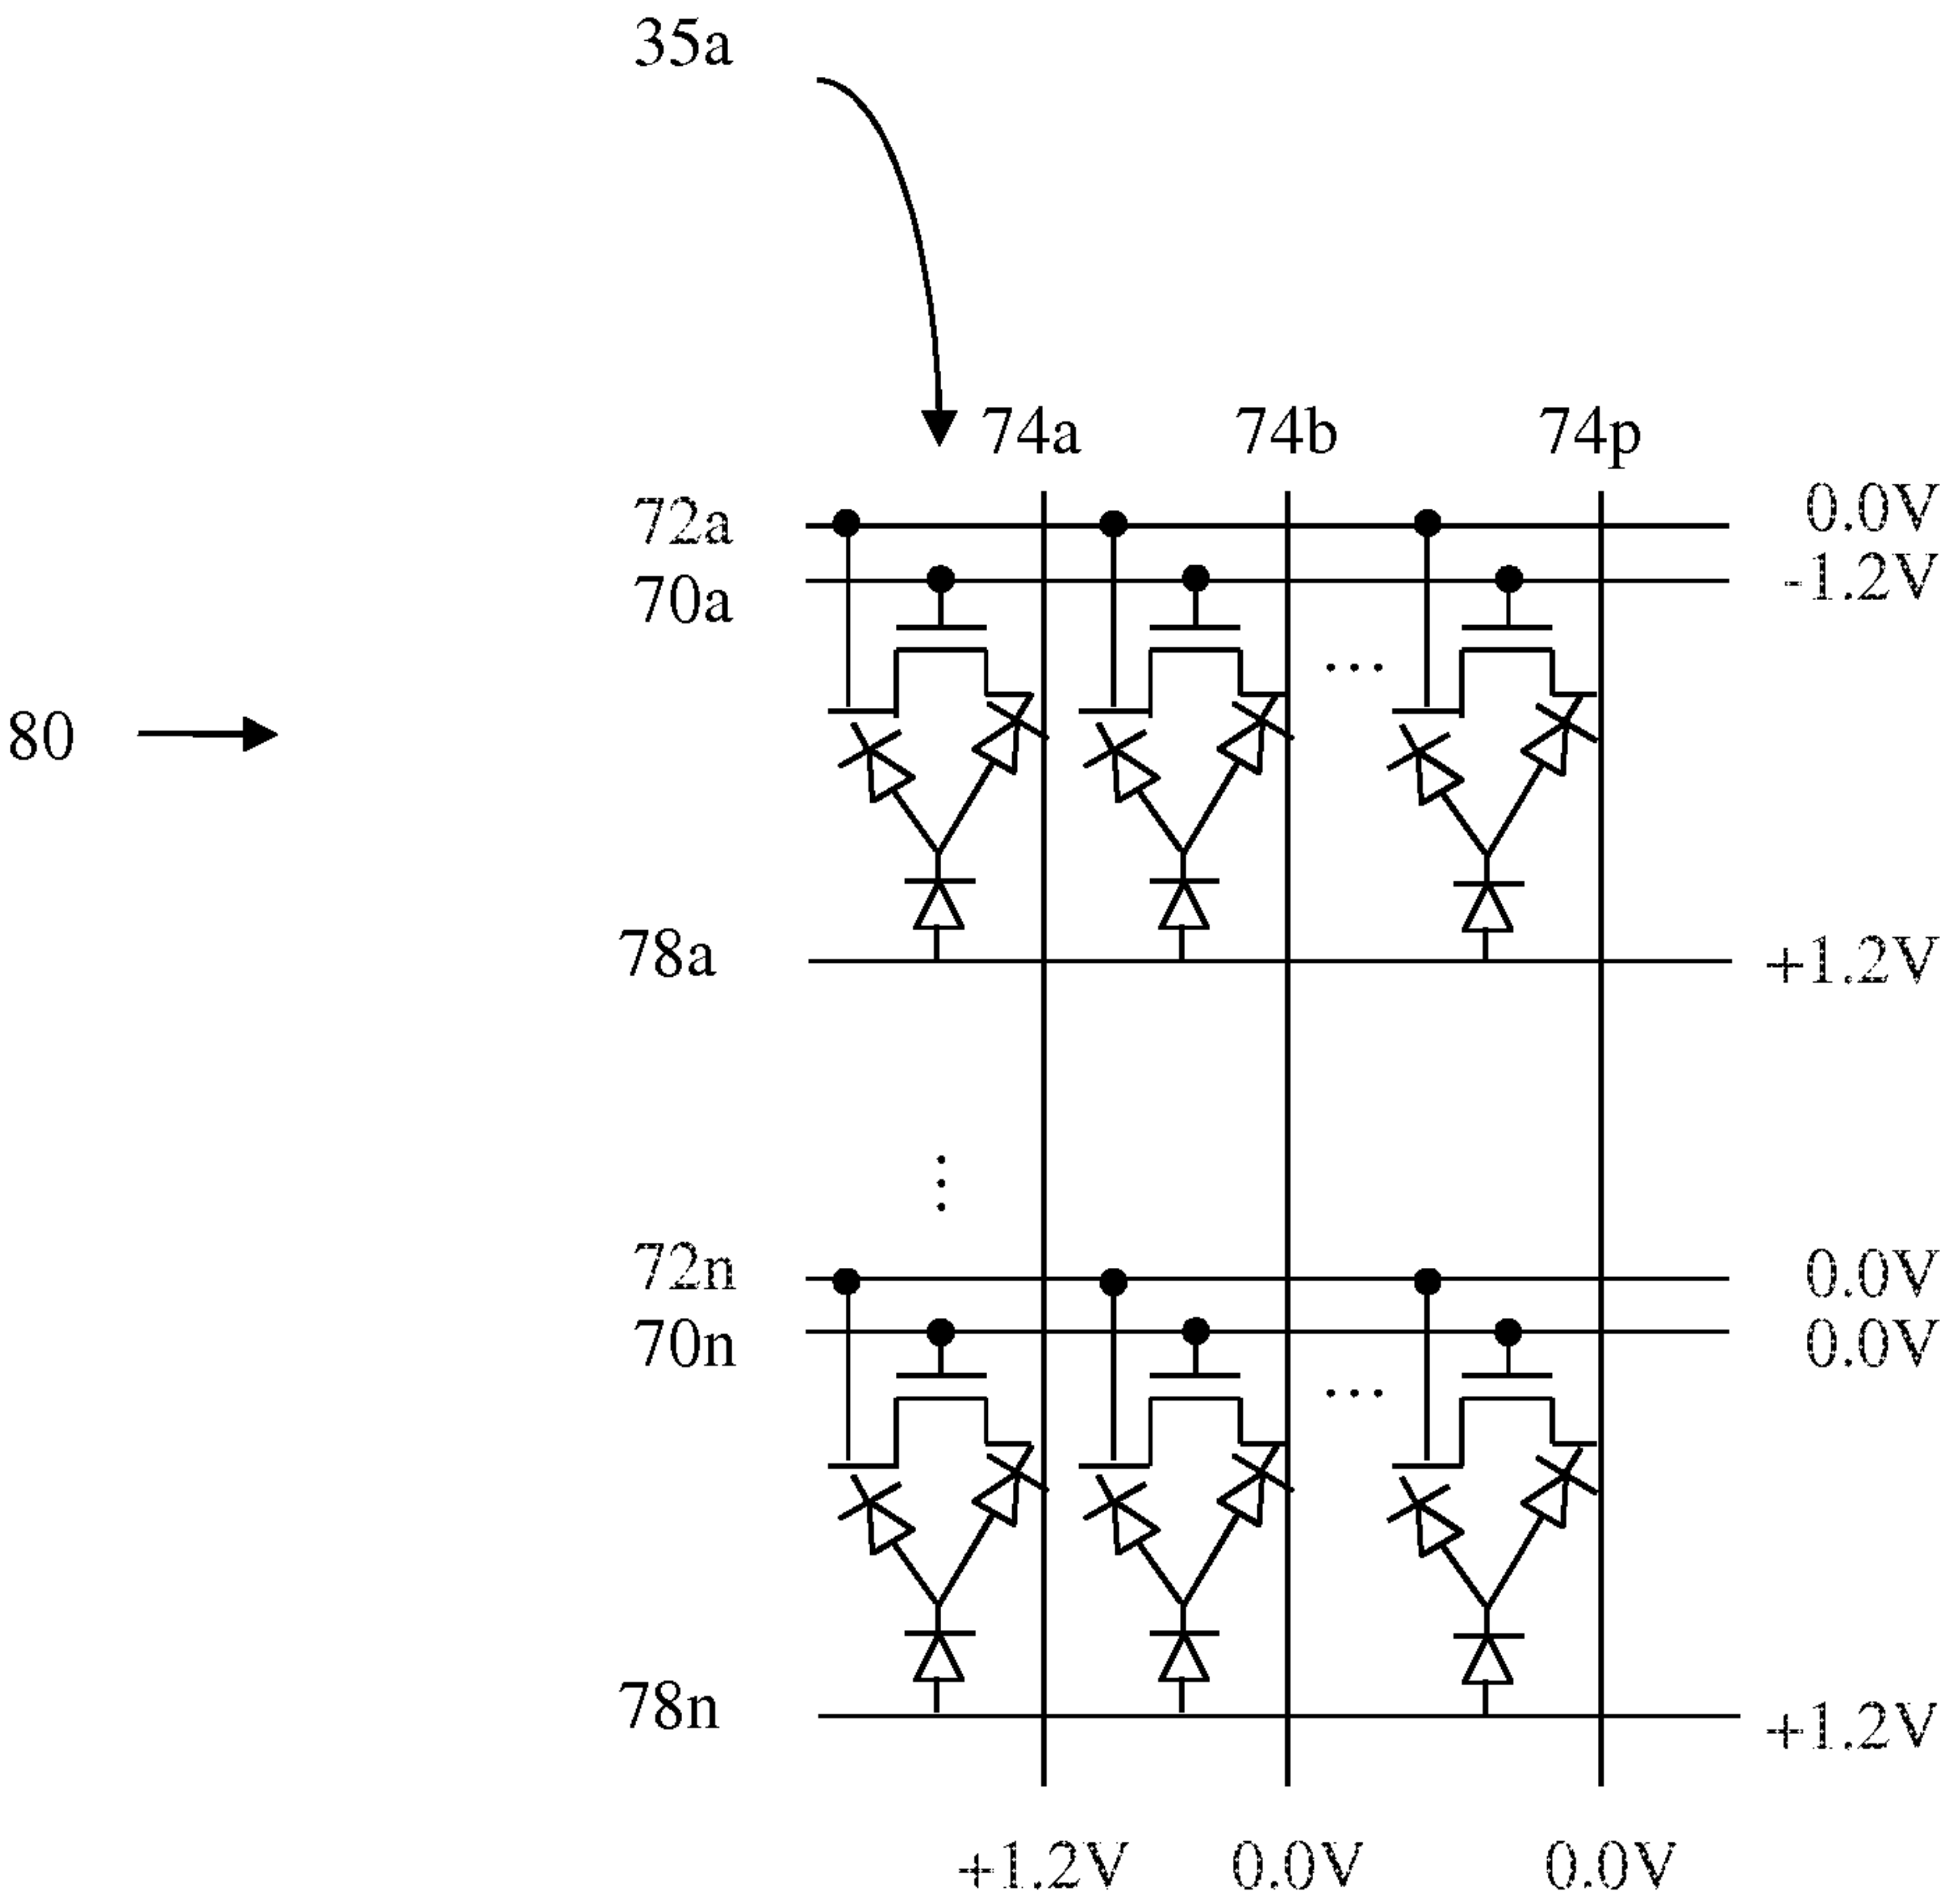 35a
74a 74b 74p
72a 0.0V
70a -1.2V
...
80
78a +1.2V
72n 0.0V
70n 0.0V
...
78n +1.2V
+1.2V 0.0V 0.0V